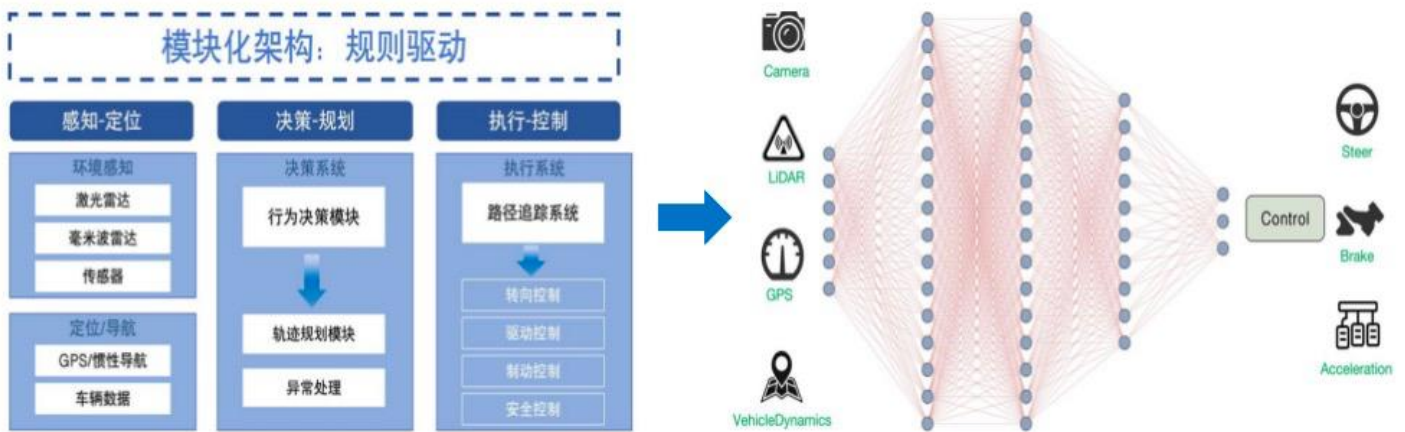 模块化架构：规则驱动
感知-定位
环境感知
激光雷达
毫米波雷达
传感器
定位/导航
GPS/惯性导航
车辆数据
决策-规划
决策系统
行为决策模块
轨迹规划模块
异常处理
执行-控制
执行系统
路径追踪系统
转向控制
驱动控制
制动控制
安全控制
Camera
LiDAR
GPS
VehicleDynamics
Control
Steer
Brake
Acceleration